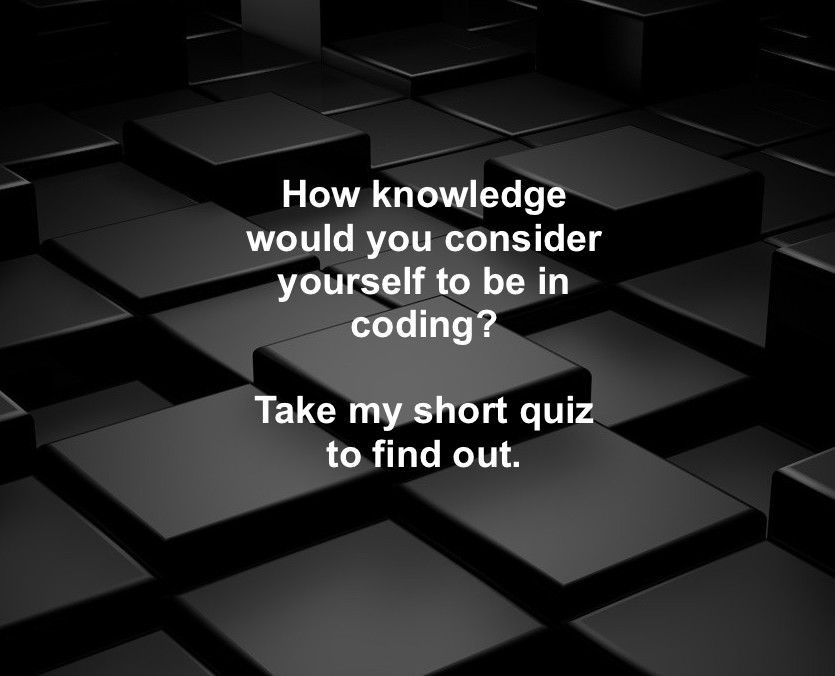 How knowledge
would you consider
yourself to be in
coding?
Take my short quiz
to find out.